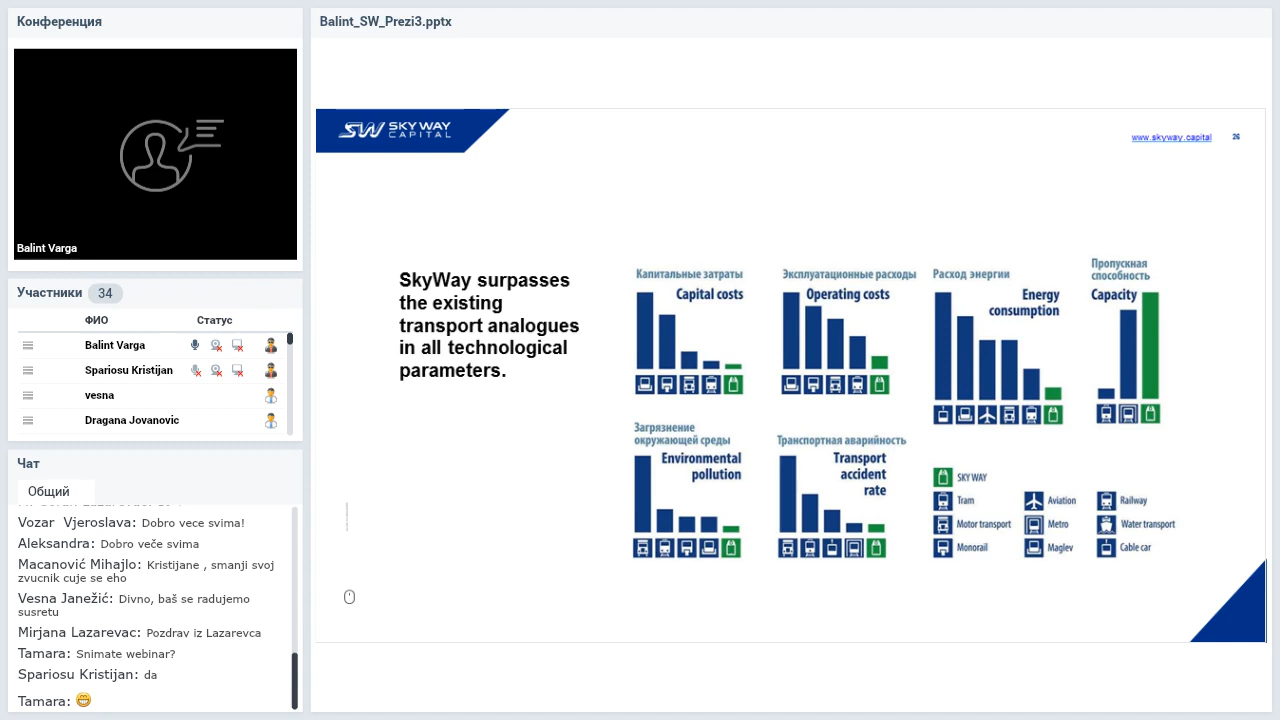 Конференция
Balint Varga
Участники 34
ФИО Статус
Balint Varga
Spariosu Kristijan
vesna
Dragana Jovanovic
Чат
Общий
Vozar Vjeroslava: Dobro vece svima!
Aleksandra: Dobro veče svima
Macanović Mihajlo: Kristijane , smanji svoj
zvucnik cuje se eho
Vesna Janežić: Divno, baš se radujemo
susretu
Mirjana Lazarevac: Pozdrav iz Lazarevca
Tamara: Snimate webinar?
Spariosu Kristijan: da
Tamara:
Balint_SW_Prezi3.pptx
SW SKY WAY
CAPITAL
www.skyway.capital 26
SkyWay surpasses
the existing
transport analogues
in all technological
parameters.
Капитальные затраты
Capital costs
Эксплуатационные расходы
Operating costs
Расход энергии
Energy
consumption
Пропускная
способность
Capacity
Загрязнение
окружающей среды
Environmental
pollution
Транспортная аварийность
Transport
accident
rate
SKY WAY
Tram Aviation Railway
Motor transport Metro Water transport
Monorail Maglev Cable car